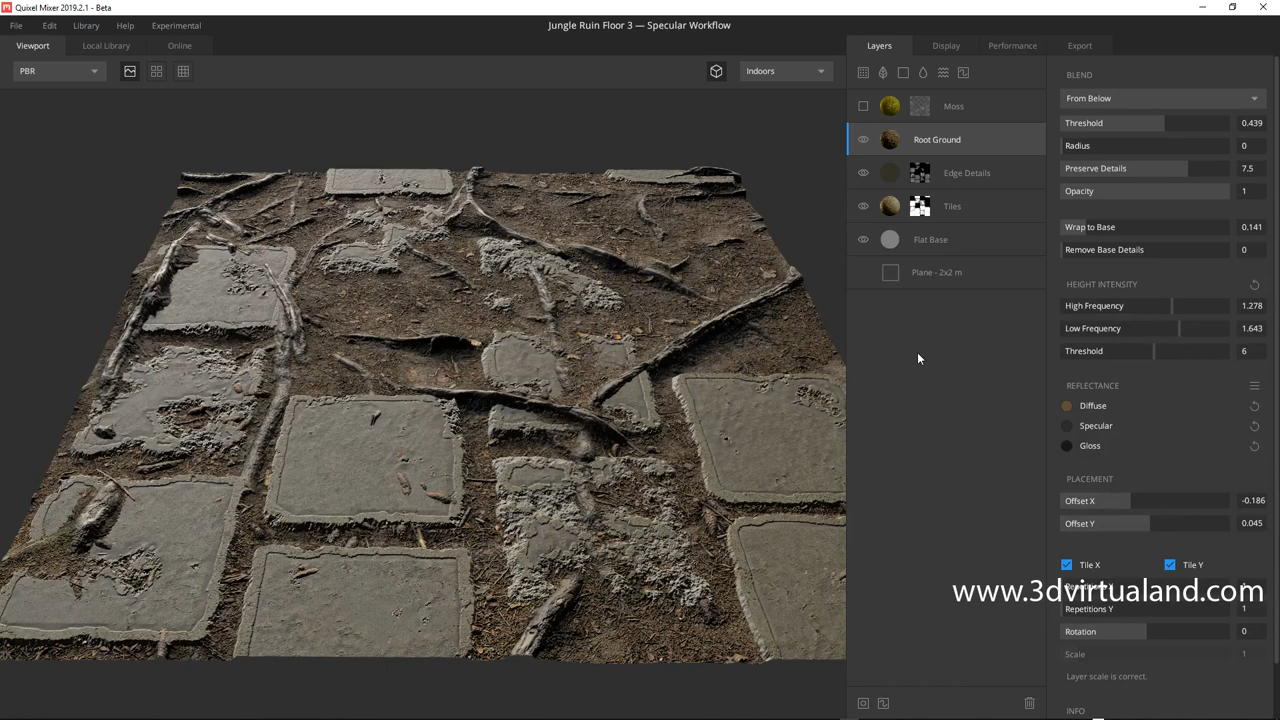 Quixel Mixer 2019.2.1 - Beta
File Edit Library Help Experimental
Jungle Ruin Floor 3 — Specular Workflow
Viewport Local Library Online
Layers Display Performance Export
PBR
Indoors
Moss
Root Ground
Edge Details
Tiles
Flat Base
Plane - 2x2 m
BLEND
From Below
Threshold 0.439
Radius 0
Preserve Details 7.5
Opacity 1
Wrap to Base 0.141
Remove Base Details 0
HEIGHT INTENSITY
High Frequency 1.278
Low Frequency 1.643
Threshold 6
REFLECTANCE
Diffuse
Specular
Gloss
PLACEMENT
Offset X -0.186
Offset Y 0.045
Tile X Tile Y
www.3dvirtualand.com
Repetitions Y 1
Rotation 0
Scale 1
Layer scale is correct.
INFO